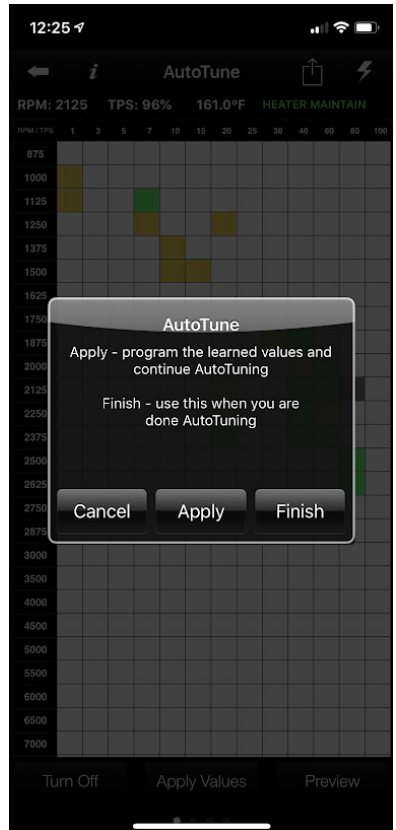 12:25
i AutoTune
RPM: 2125 TPS: 96% 161.0°F HEATER MAINTAIN
RPM/TPS 1 3 5 7 10 15 20 25 30 40 60 80 100
875
1000
1125
1250
1375
1500
1625
1750
AutoTune
1875
Apply - program the learned values and
2000
continue AutoTuning
2125
Finish - use this when you are
2250
done AutoTuning
2375
2500
2625
2750
Cancel Apply Finish
2875
3000
3500
4000
4500
5000
5500
6000
6500
7000
Turn Off Apply Values Preview